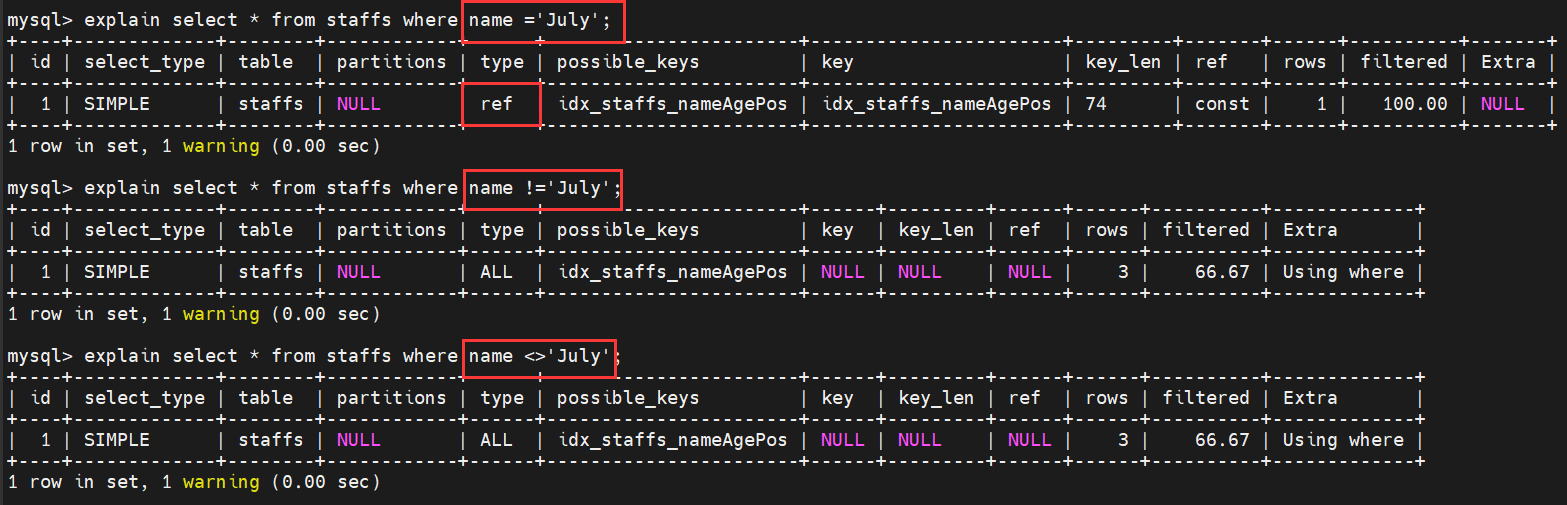 mysql> explain select * from staffs where name ='July';
+----+-------------+--------+------------+------+-----------------------+-----------------------+---------+-------+------+----------+-------+
| id | select_type | table  | partitions | type | possible_keys         | key                   | key_len | ref   | rows | filtered | Extra |
+----+-------------+--------+------------+------+-----------------------+-----------------------+---------+-------+------+----------+-------+
|  1 | SIMPLE      | staffs | NULL       | ref  | idx_staffs_nameAgePos | idx_staffs_nameAgePos | 74      | const |    1 |   100.00 | NULL  |
+----+-------------+--------+------------+------+-----------------------+-----------------------+---------+-------+------+----------+-------+
1 row in set, 1 warning (0.00 sec)
mysql> explain select * from staffs where name !='July';
+----+-------------+--------+------------+------+-----------------------+------+---------+------+------+----------+-------------+
| id | select_type | table  | partitions | type | possible_keys         | key  | key_len | ref  | rows | filtered | Extra       |
+----+-------------+--------+------------+------+-----------------------+------+---------+------+------+----------+-------------+
|  1 | SIMPLE      | staffs | NULL       | ALL  | idx_staffs_nameAgePos | NULL | NULL    | NULL |    3 |    66.67 | Using where |
+----+-------------+--------+------------+------+-----------------------+------+---------+------+------+----------+-------------+
1 row in set, 1 warning (0.00 sec)
mysql> explain select * from staffs where name <>'July';
+----+-------------+--------+------------+------+-----------------------+------+---------+------+------+----------+-------------+
| id | select_type | table  | partitions | type | possible_keys         | key  | key_len | ref  | rows | filtered | Extra       |
+----+-------------+--------+------------+------+-----------------------+------+---------+------+------+----------+-------------+
|  1 | SIMPLE      | staffs | NULL       | ALL  | idx_staffs_nameAgePos | NULL | NULL    | NULL |    3 |    66.67 | Using where |
+----+-------------+--------+------------+------+-----------------------+------+---------+------+------+----------+-------------+
1 row in set, 1 warning (0.00 sec)